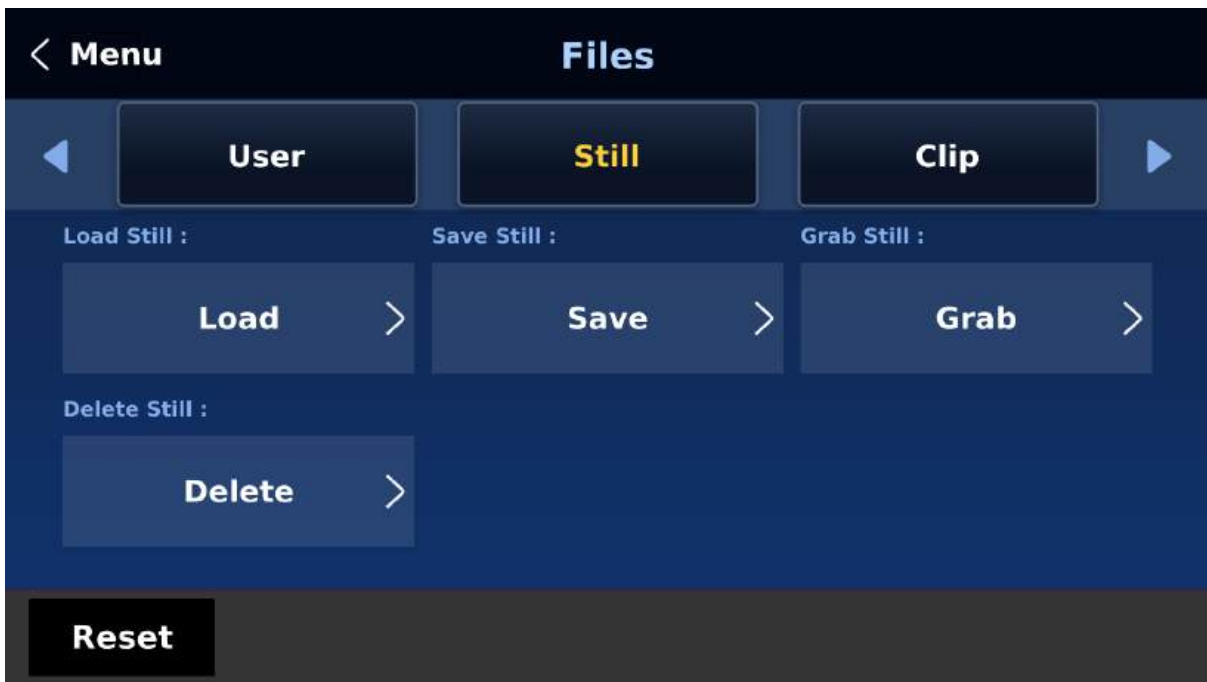 Menu
Files
User
Still
Clip
Load Still :
Save Still :
Grab Still :
Load
Save
Grab
Delete Still :
Delete
Reset